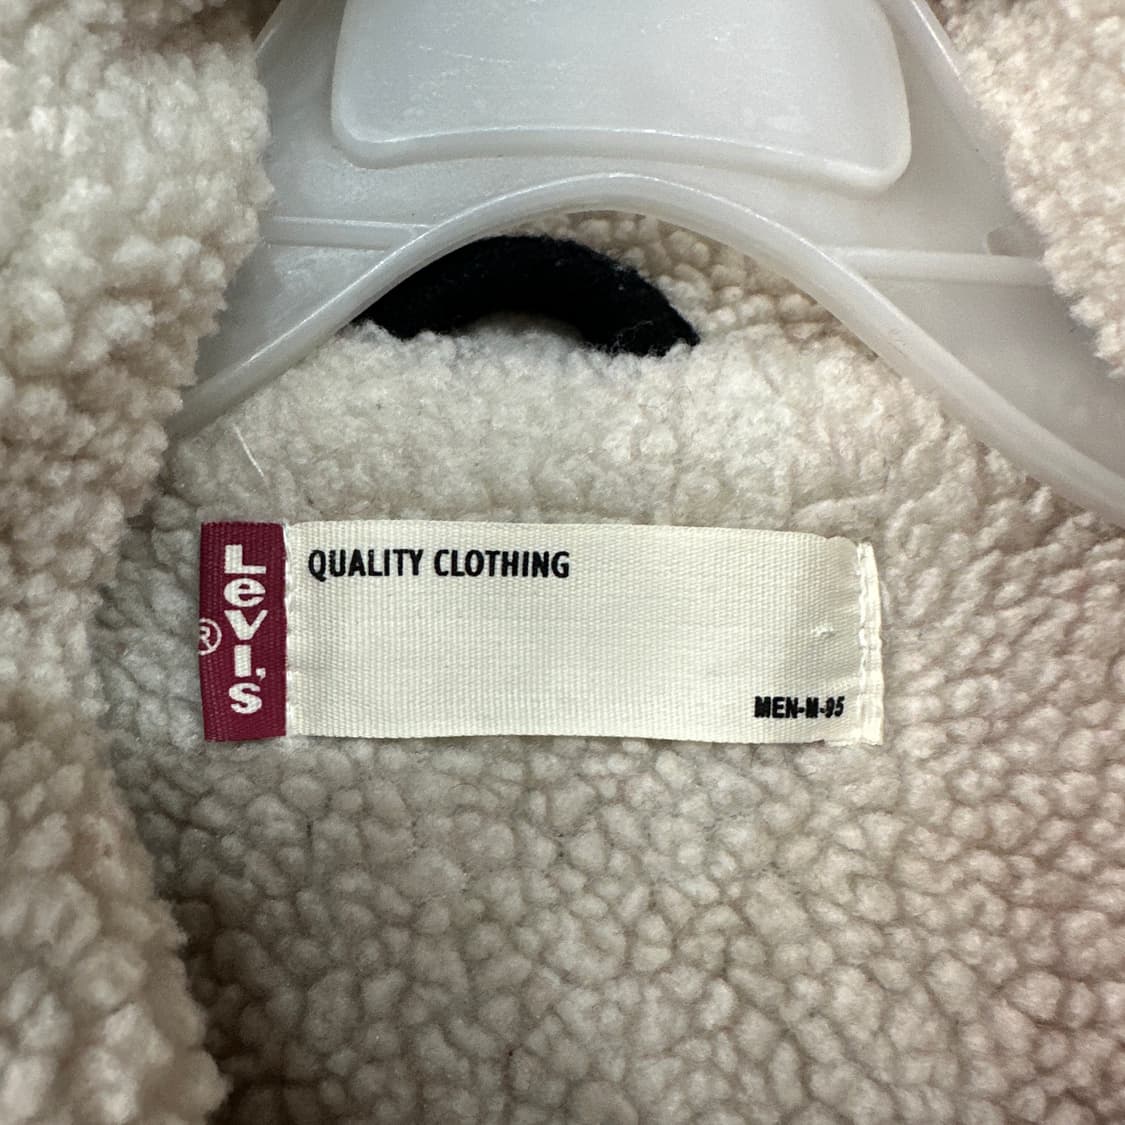 Levi's
®
QUALITY CLOTHING
MEN-M-95